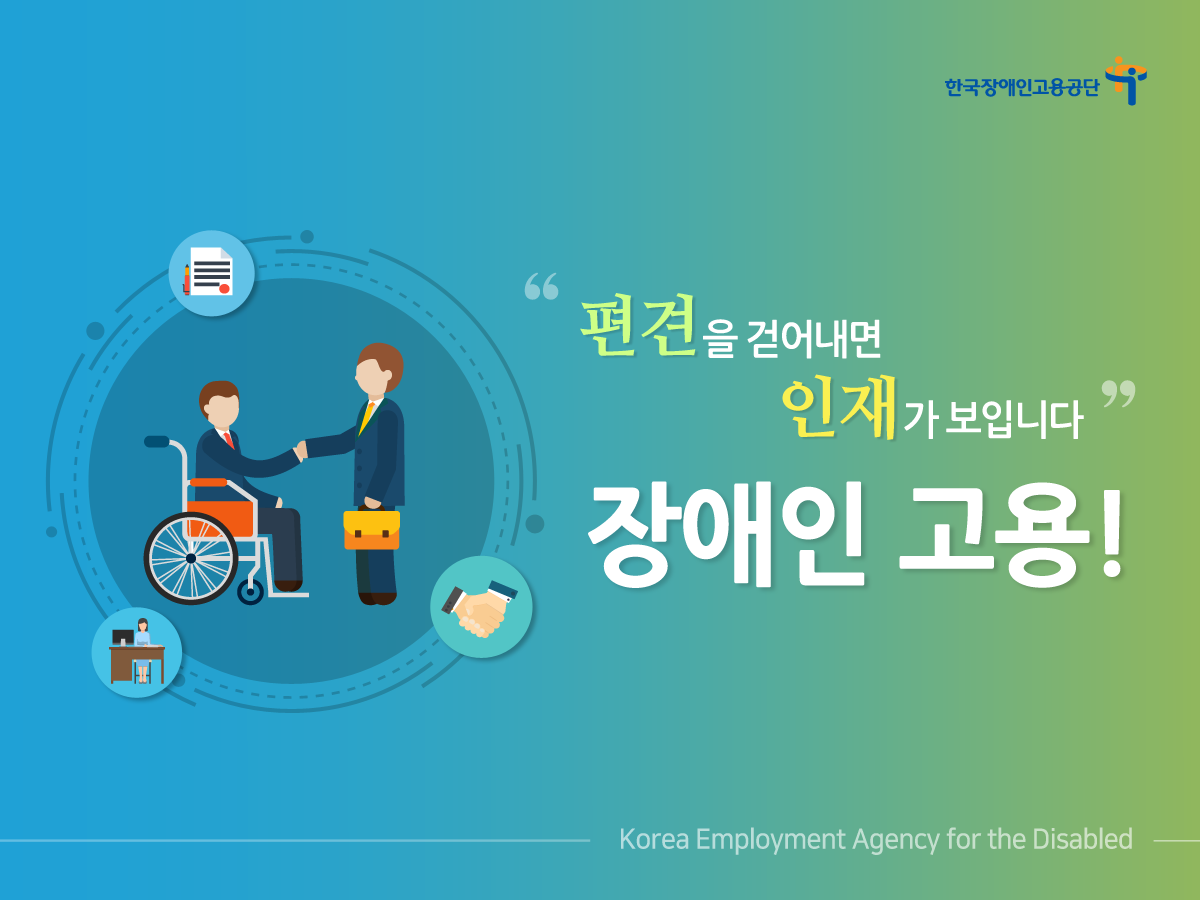 한국장애인고용공단
“ 편견을 걷어내면
인재가 보입니다 ”
장애인 고용!
Korea Employment Agency for the Disabled